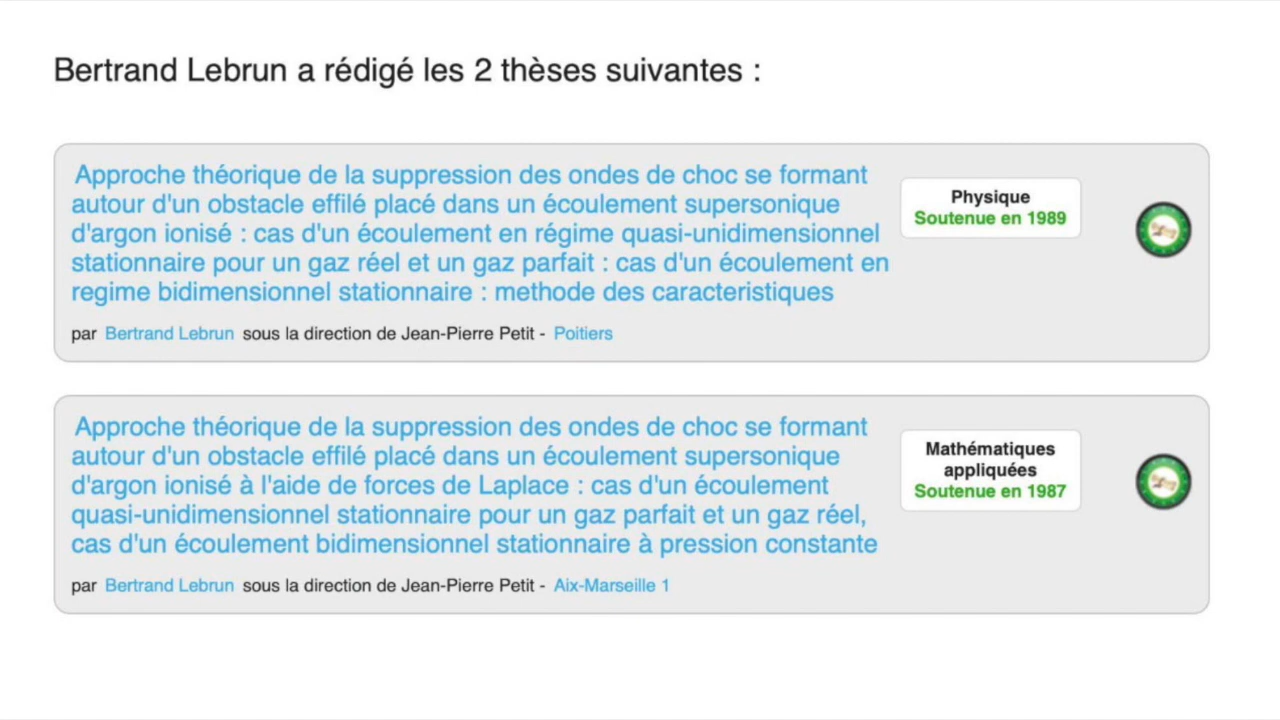 Bertrand Lebrun a rédigé les 2 thèses suivantes :
Approche théorique de la suppression des ondes de choc se formant
autour d'un obstacle effilé placé dans un écoulement supersonique
d'argon ionisé : cas d'un écoulement en régime quasi-unidimensionnel
stationnaire pour un gaz réel et un gaz parfait : cas d'un écoulement en
regime bidimensionnel stationnaire : methode des caracteristiques
par Bertrand Lebrun sous la direction de Jean-Pierre Petit - Poitiers
Physique
Soutenue en 1989
Approche théorique de la suppression des ondes de choc se formant
autour d'un obstacle effilé placé dans un écoulement supersonique
d'argon ionisé à l'aide de forces de Laplace : cas d'un écoulement
quasi-unidimensionnel stationnaire pour un gaz parfait et un gaz réel,
cas d'un écoulement bidimensionnel stationnaire à pression constante
par Bertrand Lebrun sous la direction de Jean-Pierre Petit - Aix-Marseille 1
Mathématiques
appliquées
Soutenue en 1987